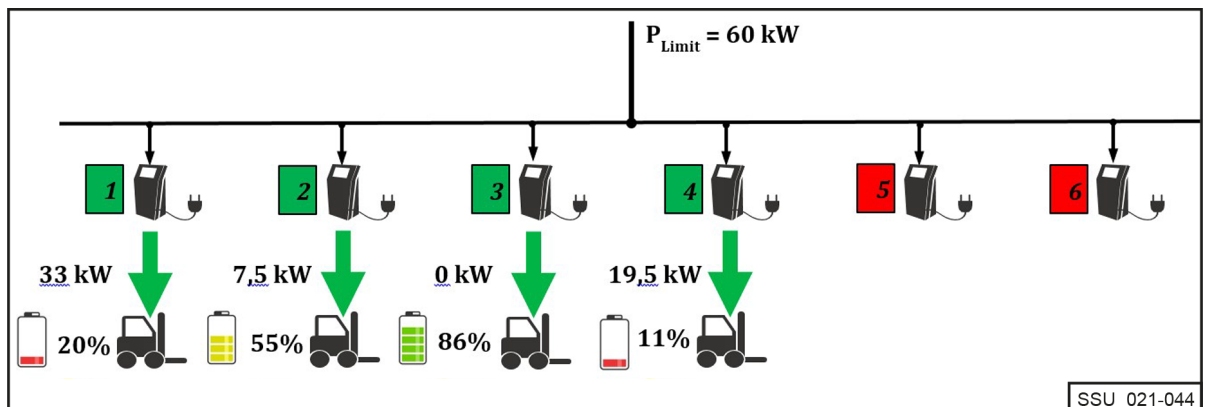 P Limit = 60 kW
1 2 3 4 5 6
33 kW 7,5 kW 0 kW 19,5 kW
20% 55% 86% 11%
SSU 021-044